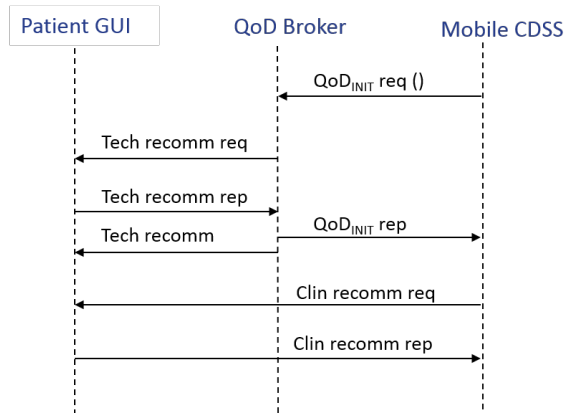 Patient GUI
QoD Broker
Mobile CDSS
QoDINIT req ()
Tech recomm req
Tech recomm rep
QoDINIT rep
Tech recomm
Clin recomm req
Clin recomm rep